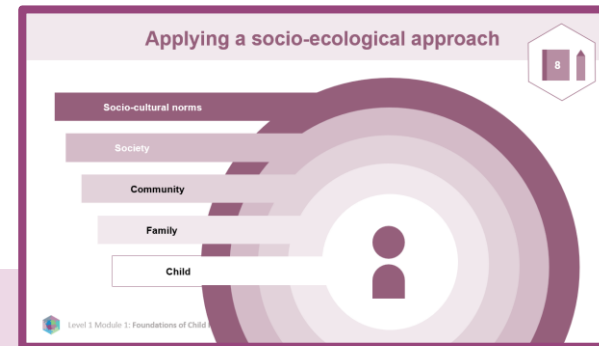 Applying a socio-ecological approach
8
Socio-cultural norms
Society
Community
Family
Child
Level 1 Module 1: Foundations of Child